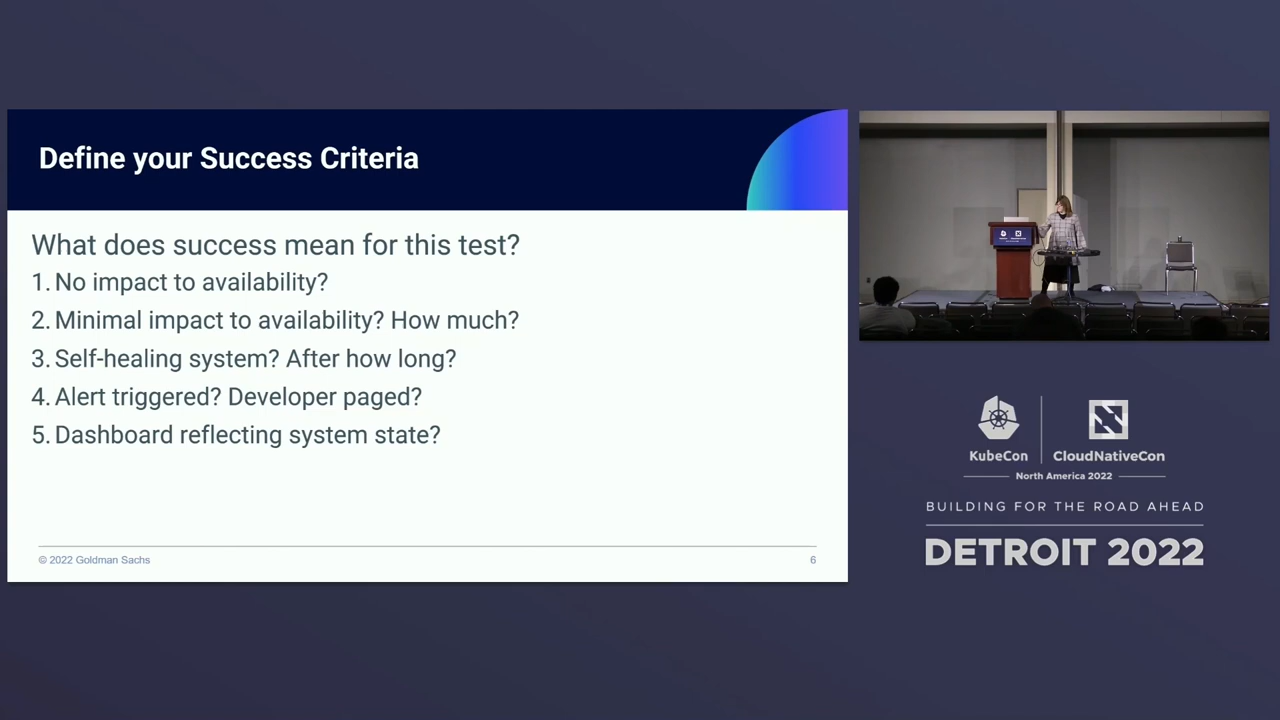 Define your Success Criteria
What does success mean for this test?
1. No impact to availability?
2. Minimal impact to availability? How much?
3. Self-healing system? After how long?
4. Alert triggered? Developer paged?
5. Dashboard reflecting system state?
© 2022 Goldman Sachs
6
KubeCon
CloudNativeCon
North America 2022
BUILDING FOR THE ROAD AHEAD
DETROIT 2022